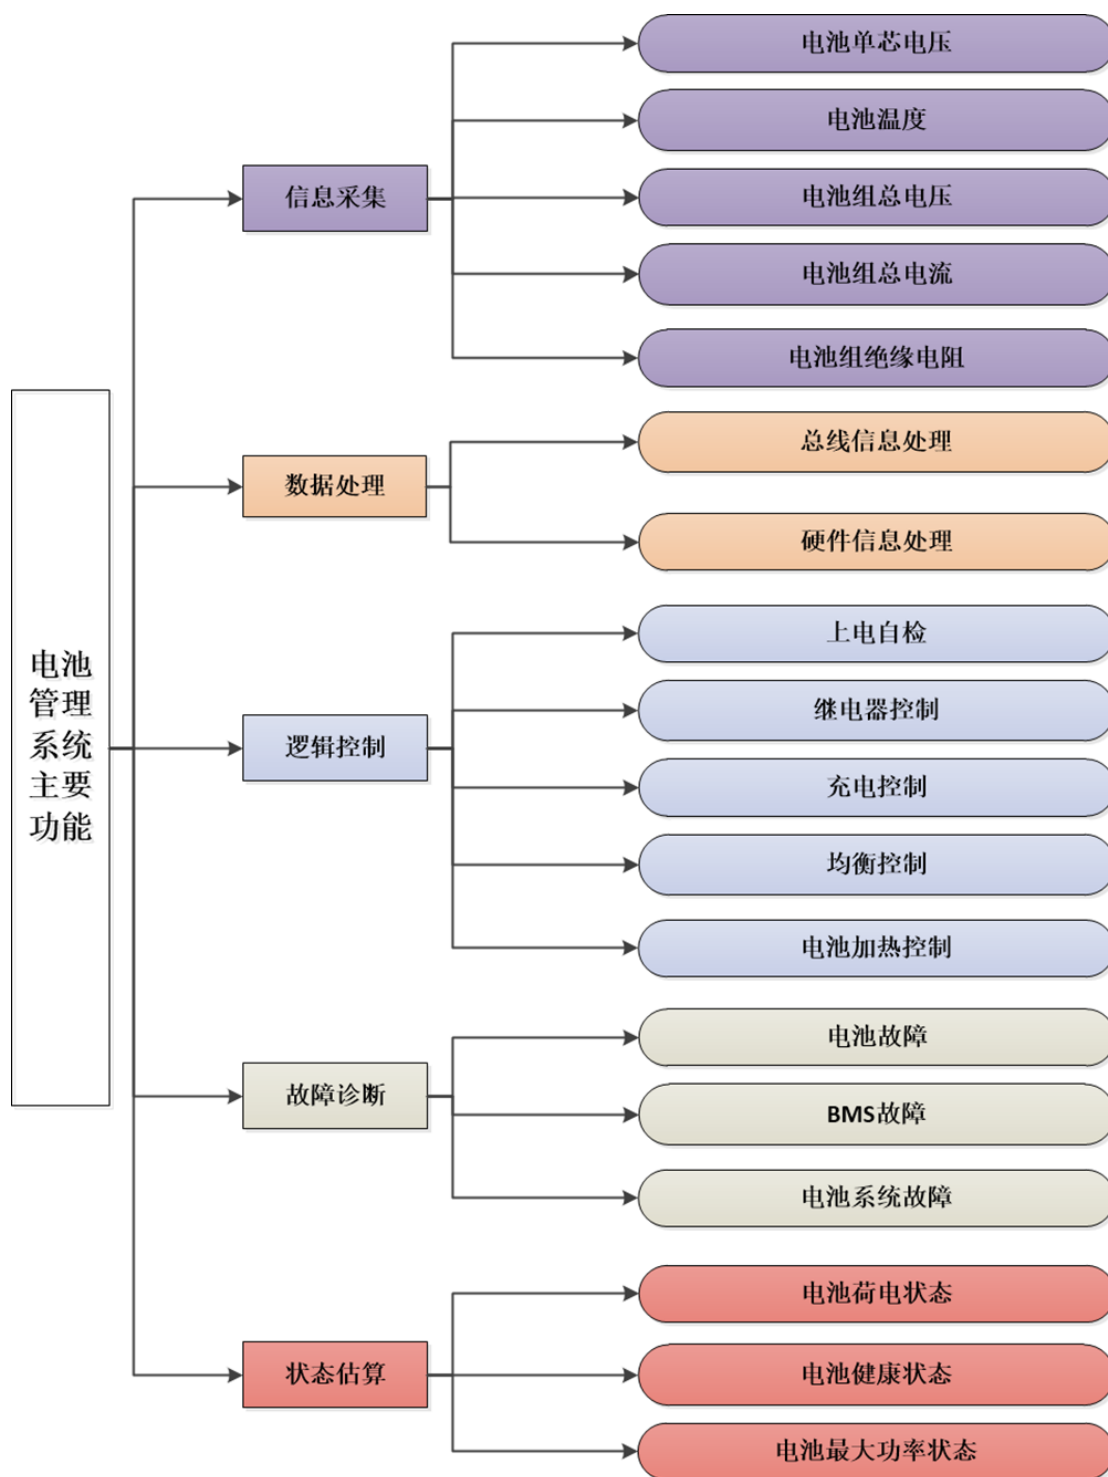 电池单芯电压
电池温度
信息采集
电池组总电压
电池组总电流
电池组绝缘电阻
总线信息处理
数据处理
硬件信息处理
电池
管理
系统
主要
功能
上电自检
继电器控制
逻辑控制
充电控制
均衡控制
电池加热控制
电池故障
故障诊断
BMS故障
电池系统故障
电池荷电状态
状态估算
电池健康状态
电池最大功率状态